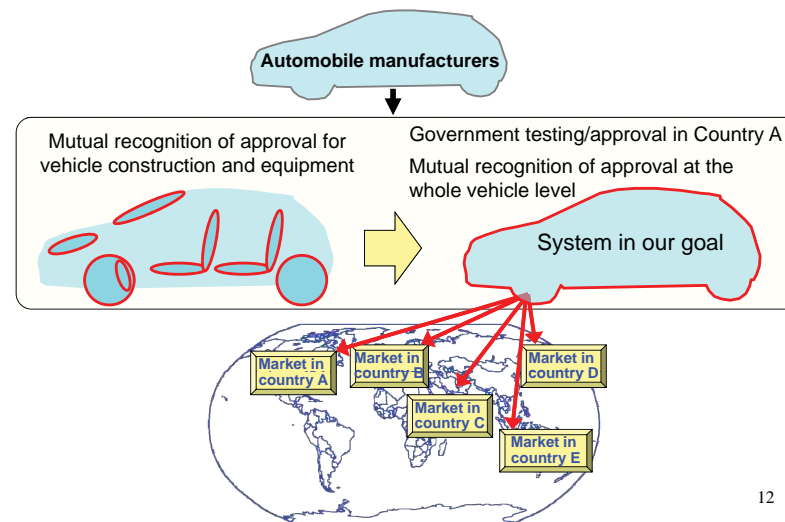 Automobile manufacturers
Mutual recognition of approval for
vehicle construction and equipment
Government testing/approval in Country A
Mutual recognition of approval at the
whole vehicle level
System in our goal
Market in
country A
Market in
country B
Market in
country C
Market in
country D
Market in
country E
12